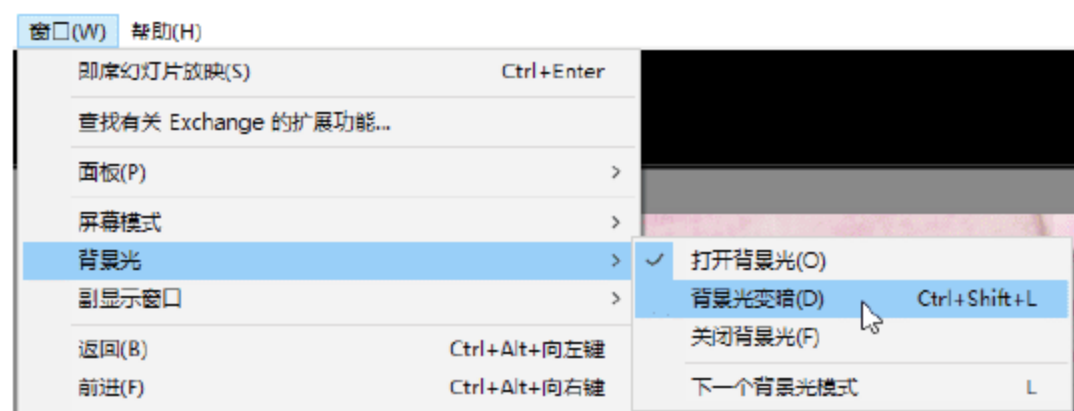 窗口(W) 帮助(H)
即席幻灯片放映(S) Ctrl+Enter
查找有关 Exchange 的扩展功能...
面板(P)
屏幕模式
背景光
打开背景光(O)
副显示窗口
背景光变暗(D) Ctrl+Shift+L
关闭背景光(F)
返回(B) Ctrl+Alt+向左键
前进(F) Ctrl+Alt+向右键
下一个背景光模式 L